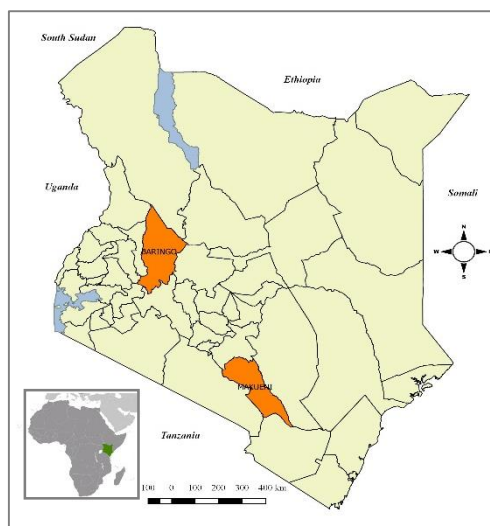 South Sudan
Ethiopia
Uganda
Somali
BARINGO
N
W
E
S
MAKUENI
Tanzania
100 0 100 200 300 400 km